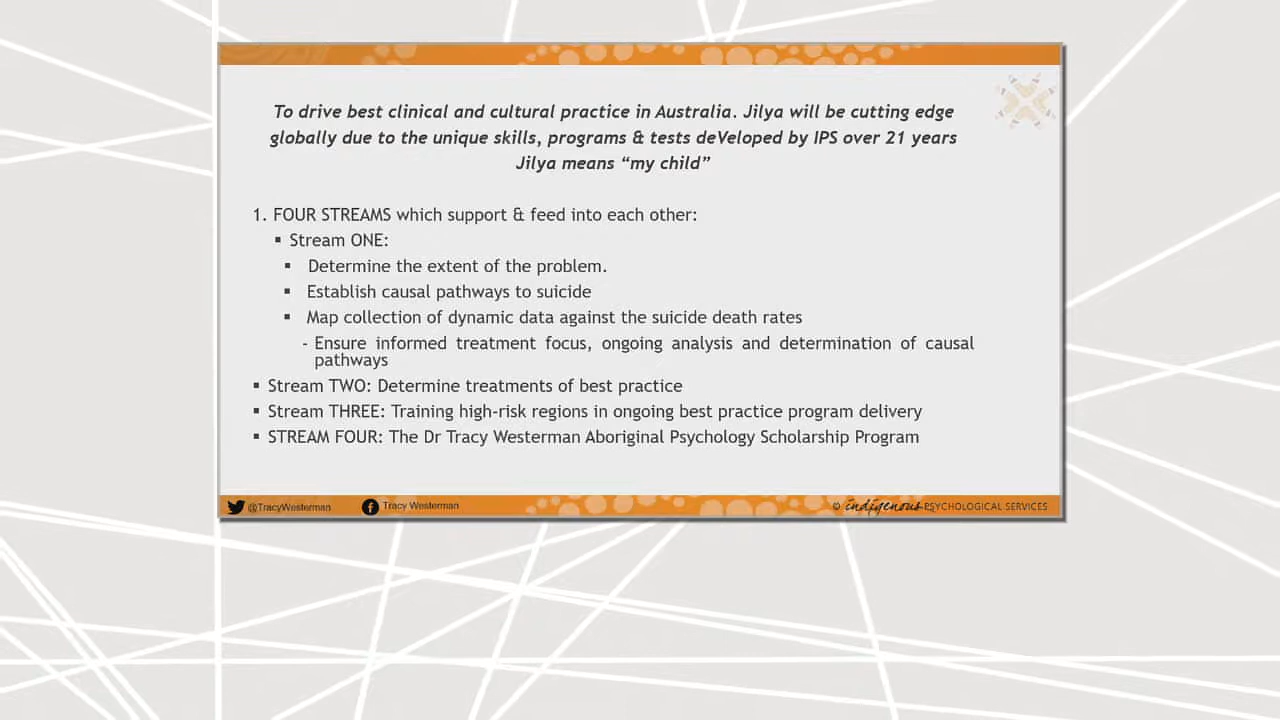 To drive best clinical and cultural practice in Australia. Jilya will be cutting edge
globally due to the unique skills, programs & tests deVeloped by IPS over 21 years
Jilya means “my child”
1. FOUR STREAMS which support & feed into each other:
▪ Stream ONE:
▪ Determine the extent of the problem.
▪ Establish causal pathways to suicide
▪ Map collection of dynamic data against the suicide death rates
- Ensure informed treatment focus, ongoing analysis and determination of causal
pathways
▪ Stream TWO: Determine treatments of best practice
▪ Stream THREE: Training high-risk regions in ongoing best practice program delivery
▪ STREAM FOUR: The Dr Tracy Westerman Aboriginal Psychology Scholarship Program
@TracyWesterman Tracy Westerman © indigenous PSYCHOLOGICAL SERVICES